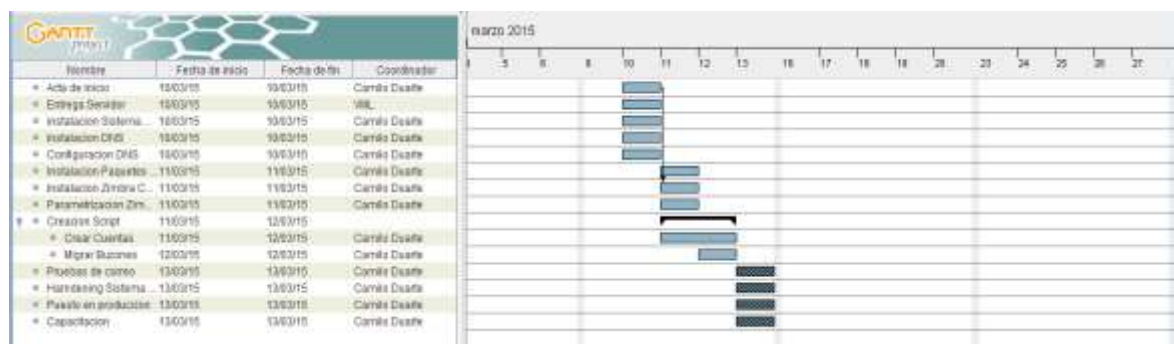 GANTT
project
marzo 2015
5 6 9 10 11 12 13 16 17 18 19 20 23 24 25 26 27
Nombre Fecha de inicio Fecha de fin Coordinador
Acta de inicio 10/03/15 10/03/15 Camilo Duarte
Entrega Servidor 10/03/15 10/03/15 VML
Instalacion Sistema... 10/03/15 10/03/15 Camilo Duarte
Instalacion DNS 10/03/15 10/03/15 Camilo Duarte
Configuracion DNS 10/03/15 10/03/15 Camilo Duarte
Instalacion Paquetes ... 11/03/15 11/03/15 Camilo Duarte
Instalacion Zimbra C... 11/03/15 11/03/15 Camilo Duarte
Parametrizacion Zim... 11/03/15 11/03/15 Camilo Duarte
Creacion Script 11/03/15 12/03/15
Crear Cuentas 11/03/15 12/03/15 Camilo Duarte
Migrar Buzones 12/03/15 12/03/15 Camilo Duarte
Pruebas de correo 13/03/15 13/03/15 Camilo Duarte
Harndening Sistema ... 13/03/15 13/03/15 Camilo Duarte
Puesto en produccion 13/03/15 13/03/15 Camilo Duarte
Capacitacion 13/03/15 13/03/15 Camilo Duarte